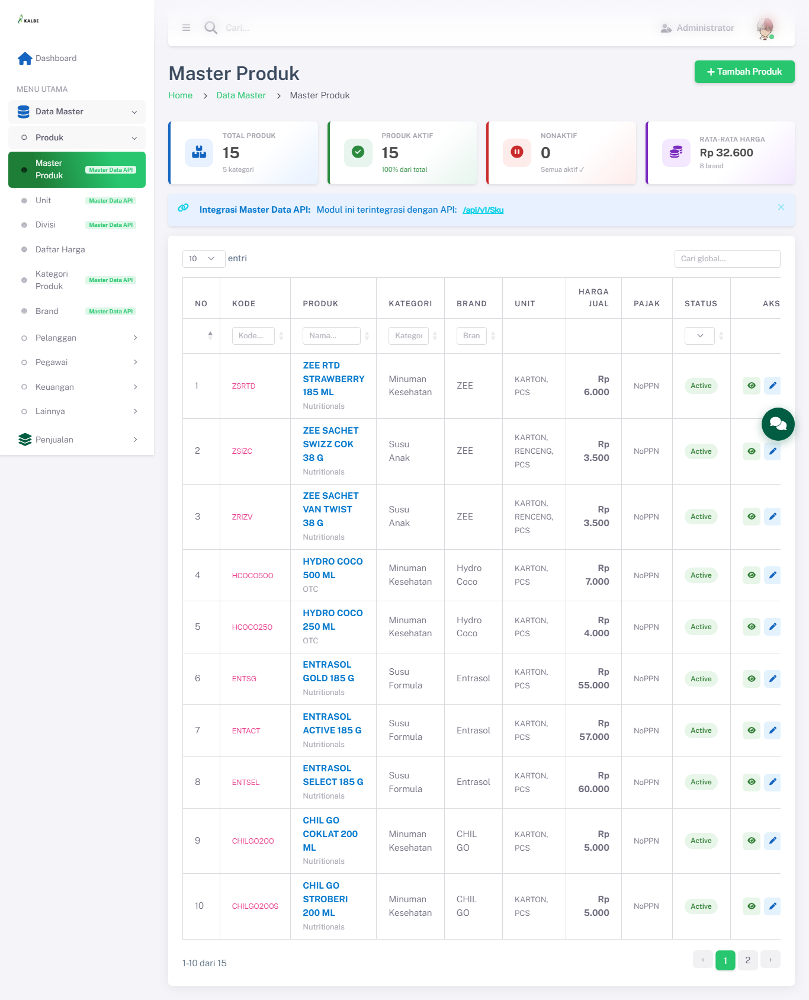 KALBE
Dashboard
MENU UTAMA
Data Master
Produk
Master
Produk
Master Data API
Unit
Master Data API
Divisi
Master Data API
Daftar Harga
Kategori
Produk
Master Data API
Brand
Master Data API
Pelanggan
Pegawai
Keuangan
Lainnya
Penjualan
Cari...
Administrator
Master Produk
Tambah Produk
Home > Data Master > Master Produk
TOTAL PRODUK
15
5 kategori
PRODUK AKTIF
15
100% dari total
NONAKTIF
0
Semua aktif ✓
RATA-RATA HARGA
Rp 32.600
8 brand
Integrasi Master Data API: Modul ini terintegrasi dengan API: /api/v1/Sku
10 entri
Cari global...
NO KODE PRODUK KATEGORI BRAND UNIT HARGA JUAL PAJAK STATUS AKS
Kode... Nama... Kategoi Bran
1 ZSRTD ZEE RTD STRAWBERRY 185 ML Nutritionals Minuman Kesehatan ZEE KARTON, PCS Rp 6.000 NoPPN Active
2 ZSIZC ZEE SACHET SWIZZ COK 38 G Nutritionals Susu Anak ZEE KARTON, RENCENG, PCS Rp 3.500 NoPPN Active
3 ZRIZV ZEE SACHET VAN TWIST 38 G Nutritionals Susu Anak ZEE KARTON, RENCENG, PCS Rp 3.500 NoPPN Active
4 HCOCO500 HYDRO COCO 500 ML OTC Minuman Kesehatan Hydro Coco KARTON, PCS Rp 7.000 NoPPN Active
5 HCOCO250 HYDRO COCO 250 ML OTC Minuman Kesehatan Hydro Coco KARTON, PCS Rp 4.000 NoPPN Active
6 ENTSG ENTRASOL GOLD 185 G Nutritionals Susu Formula Entrasol KARTON, PCS Rp 55.000 NoPPN Active
7 ENTACT ENTRASOL ACTIVE 185 G Nutritionals Susu Formula Entrasol KARTON, PCS Rp 57.000 NoPPN Active
8 ENTSEL ENTRASOL SELECT 185 G Nutritionals Susu Formula Entrasol KARTON, PCS Rp 60.000 NoPPN Active
9 CHILGO200 CHIL GO COKLAT 200 ML Nutritionals Minuman Kesehatan CHIL GO KARTON, PCS Rp 5.000 NoPPN Active
10 CHILGO200S CHIL GO STROBERI 200 ML Nutritionals Minuman Kesehatan CHIL GO KARTON, PCS Rp 5.000 NoPPN Active
1-10 dari 15
‹ 1 2 ›